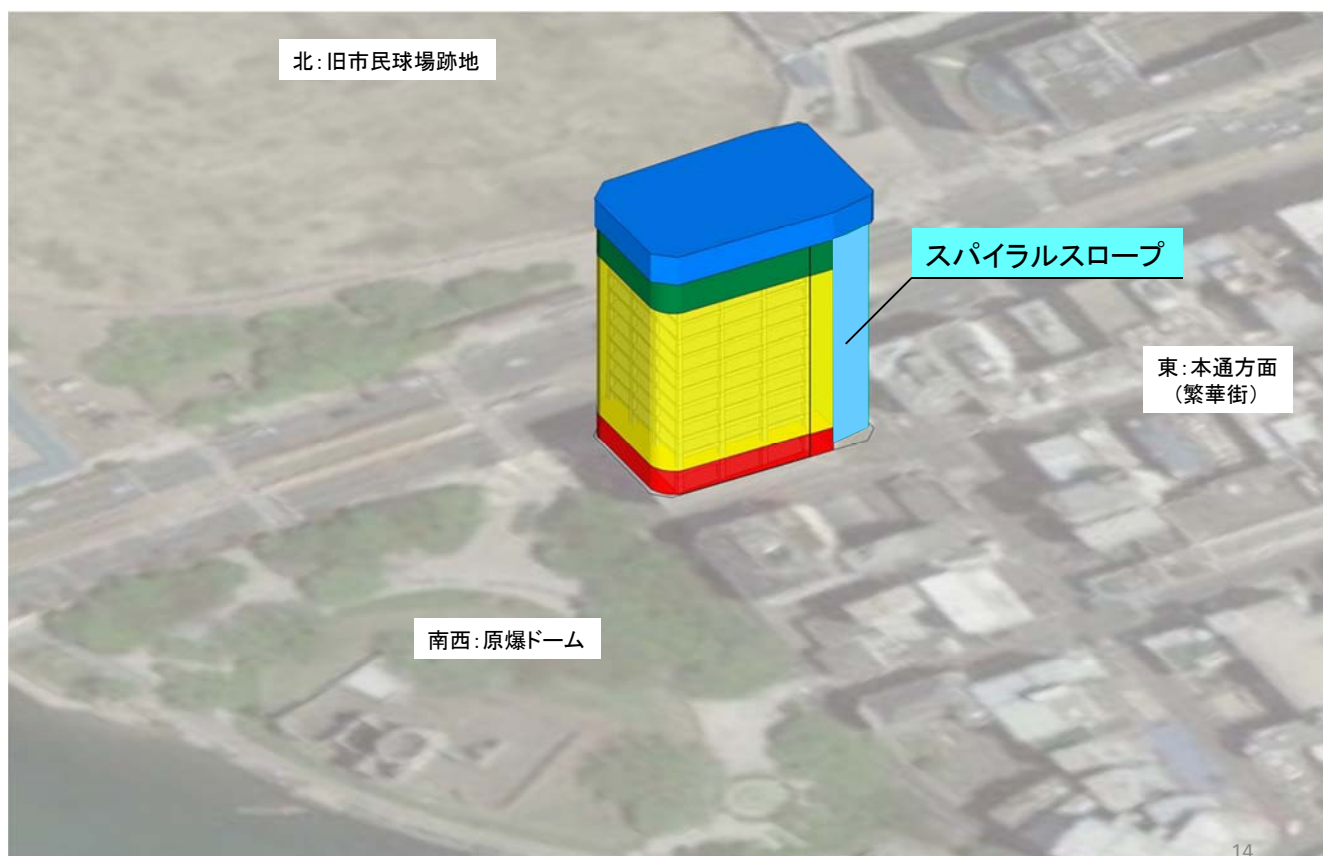 北：旧市民球場跡地
スパイラルスロープ
東：本通方面
（繁華街）
南西：原爆ドーム
14